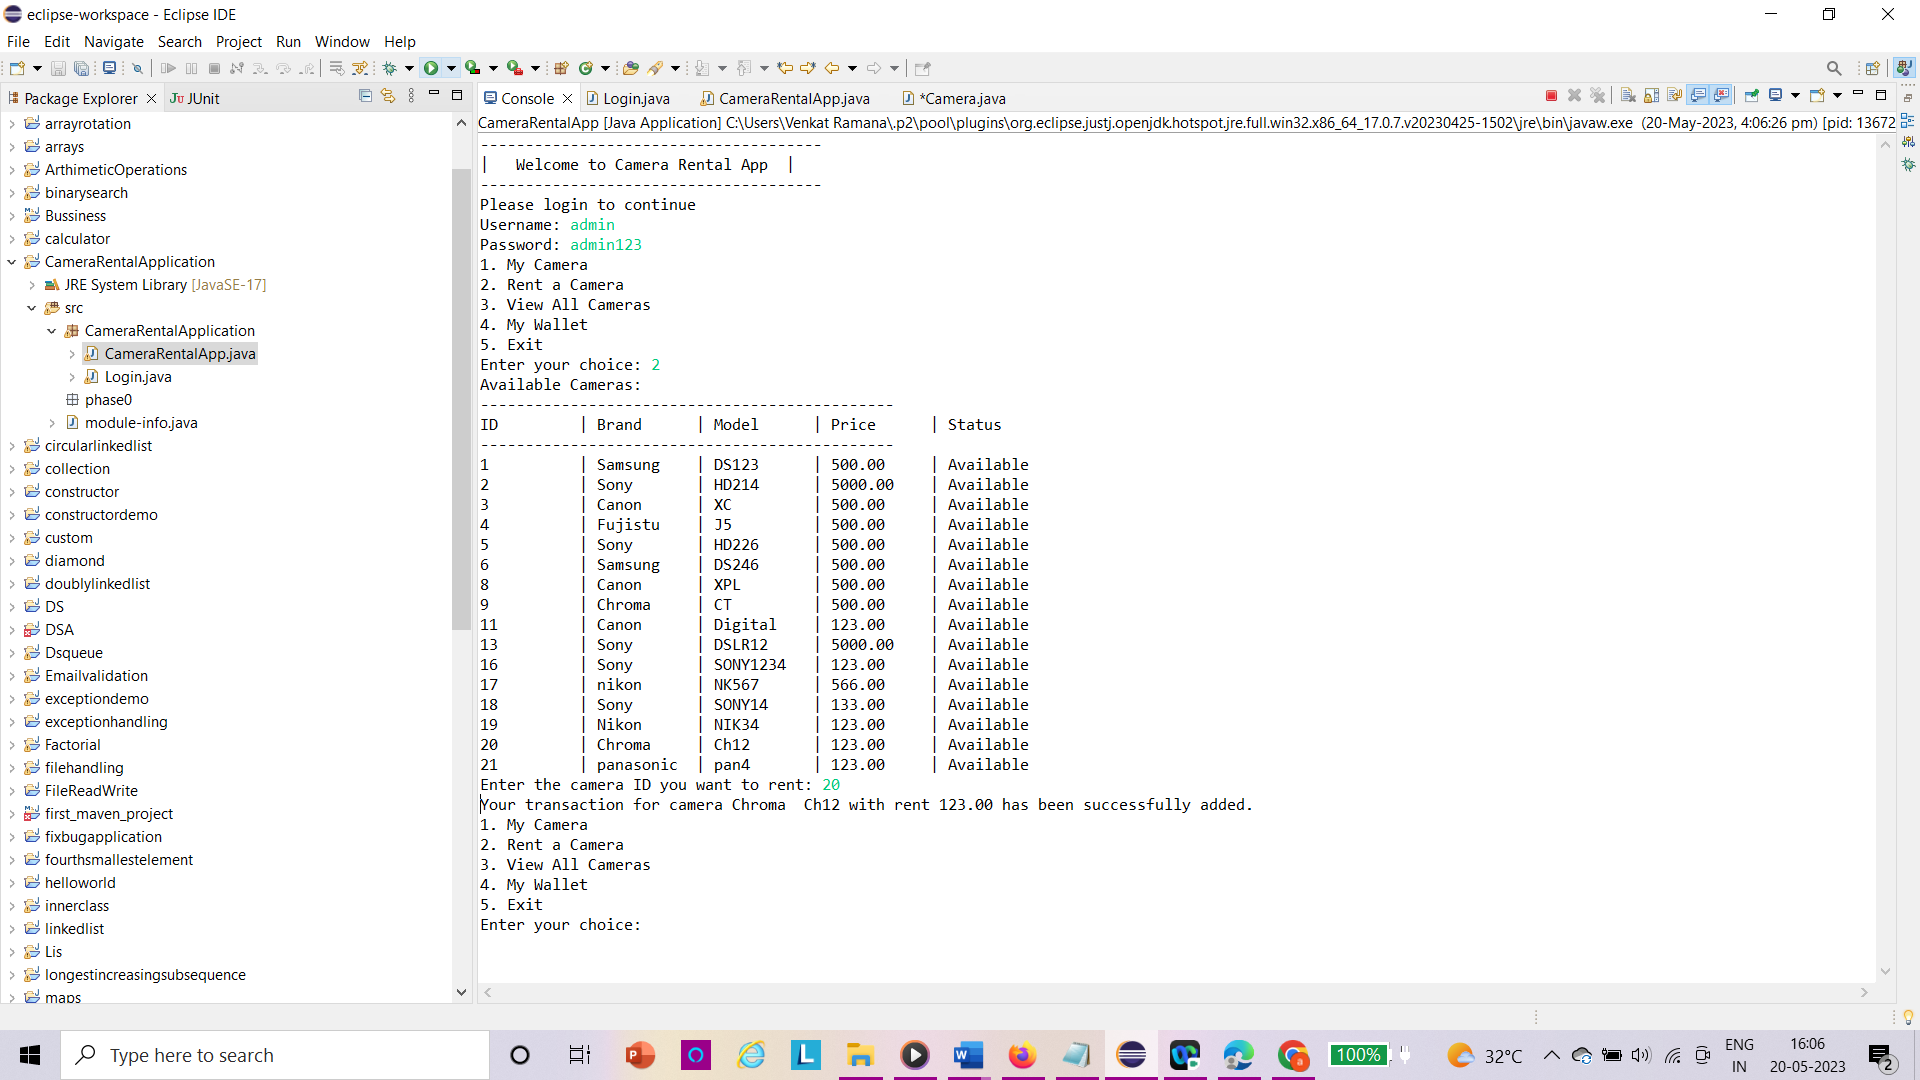 eclipse-workspace - Eclipse IDE
File Edit Navigate Search Project Run Window Help
Package Explorer JUnit
Console Login.java CameraRentalApp.java *Camera.java
CameraRentalApp [Java Application] C:\Users\Venkat Ramana\.p2\pool\plugins\org.eclipse.justj.openjdk.hotspot.jre.full.win32.x86_64_17.0.7.v20230425-1502\jre\bin\javaw.exe (20-May-2023, 4:06:26 pm) [pid: 13672
arrayrotation
arrays
ArthimeticOperations
binarysearch
Bussiness
calculator
CameraRentalApplication
JRE System Library [JavaSE-17]
src
CameraRentalApplication
CameraRentalApp.java
Login.java
phase0
module-info.java
circularlinkedlist
collection
constructor
constructordemo
custom
diamond
doublylinkedlist
DS
DSA
Dsqueue
Emailvalidation
exceptiondemo
exceptionhandling
Factorial
filehandling
FileReadWrite
first_maven_project
fixbugapplication
fourthsmallestelement
helloworld
innerclass
linkedlist
Lis
longestincreasingsubsequence
maps
--------------------------------------
|   Welcome to Camera Rental App  |
--------------------------------------
Please login to continue
Username: admin
Password: admin123
1. My Camera
2. Rent a Camera
3. View All Cameras
4. My Wallet
5. Exit
Enter your choice: 2
Available Cameras:
----------------------------------------------
ID | Brand | Model | Price | Status
----------------------------------------------
1 | Samsung | DS123 | 500.00 | Available
2 | Sony | HD214 | 5000.00 | Available
3 | Canon | XC | 500.00 | Available
4 | Fujistu | J5 | 500.00 | Available
5 | Sony | HD226 | 500.00 | Available
6 | Samsung | DS246 | 500.00 | Available
8 | Canon | XPL | 500.00 | Available
9 | Chroma | CT | 500.00 | Available
11 | Canon | Digital | 123.00 | Available
13 | Sony | DSLR12 | 5000.00 | Available
16 | Sony | SONY1234 | 123.00 | Available
17 | nikon | NK567 | 566.00 | Available
18 | Sony | SONY14 | 133.00 | Available
19 | Nikon | NIK34 | 123.00 | Available
20 | Chroma | Ch12 | 123.00 | Available
21 | panasonic | pan4 | 123.00 | Available
Enter the camera ID you want to rent: 20
Your transaction for camera Chroma  Ch12 with rent 123.00 has been successfully added.
1. My Camera
2. Rent a Camera
3. View All Cameras
4. My Wallet
5. Exit
Enter your choice:
Type here to search
100%
32°C
ENG
IN
16:06
20-05-2023
2